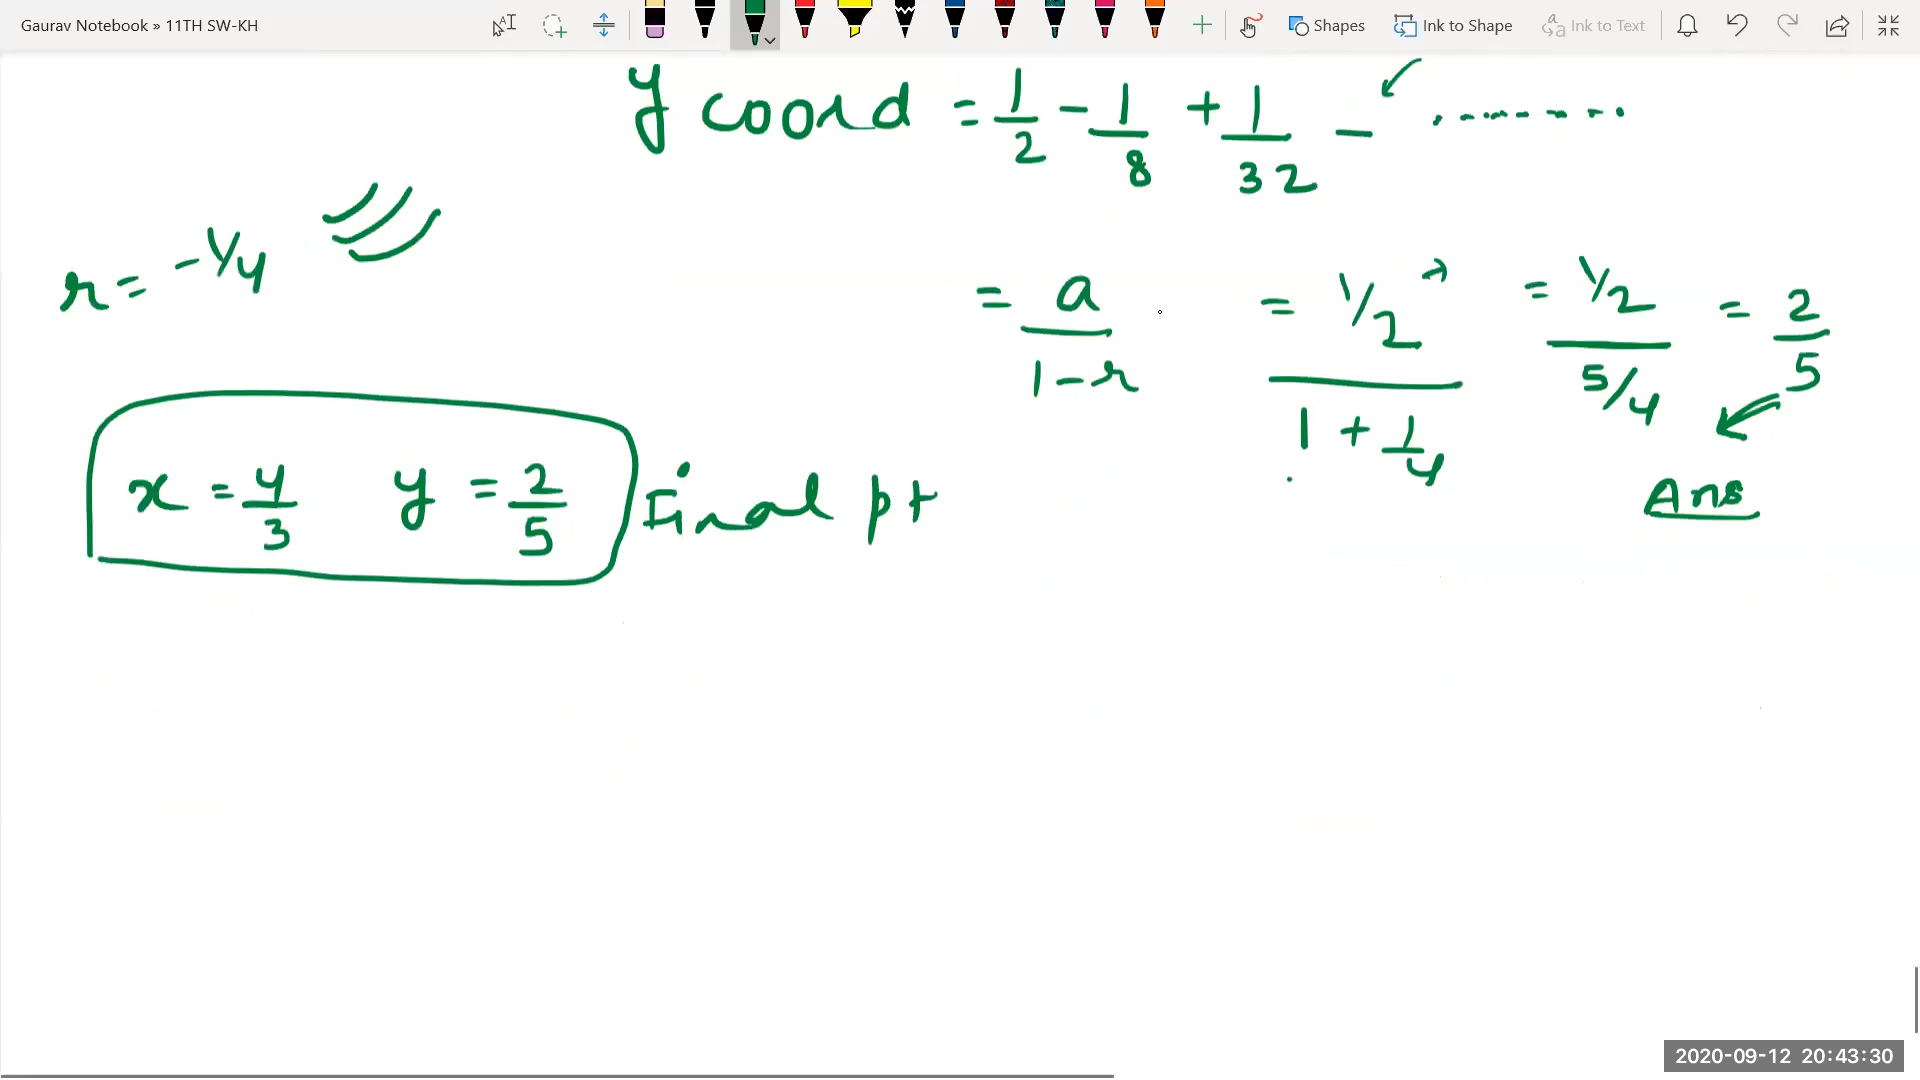 Gaurav Notebook » 11TH SW-KH
Shapes
Ink to Shape
Ink to Text
y coord = 1/2 - 1/8 + 1/32 - ........
r = -1/4
= a/(1-r) = (1/2)/(1 + 1/4) = (1/2)/(5/4) = 2/5
Ans
x = 4/3 y = 2/5 Final pt
2020-09-12 20:43:30